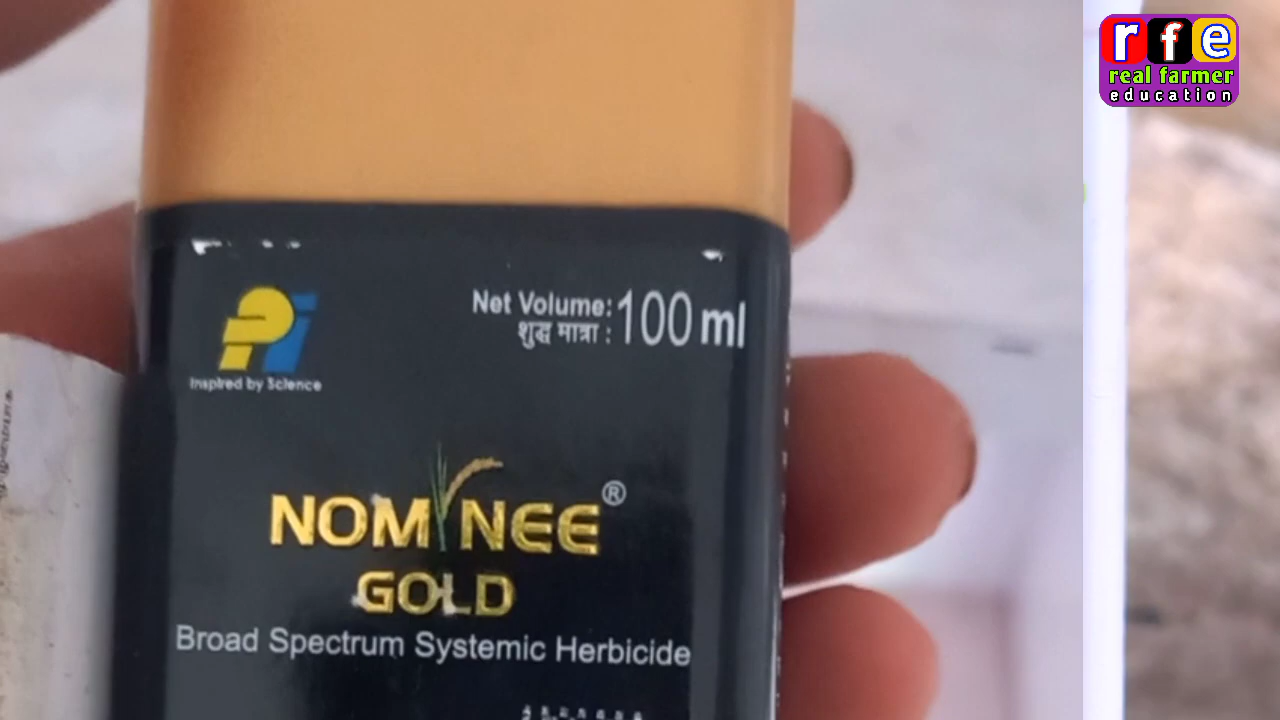 rfe
real farmer
education
Net Volume: 100 ml
शुद्ध मात्रा :
Inspired by Science
NOMINEE®
GOLD
Broad Spectrum Systemic Herbicide